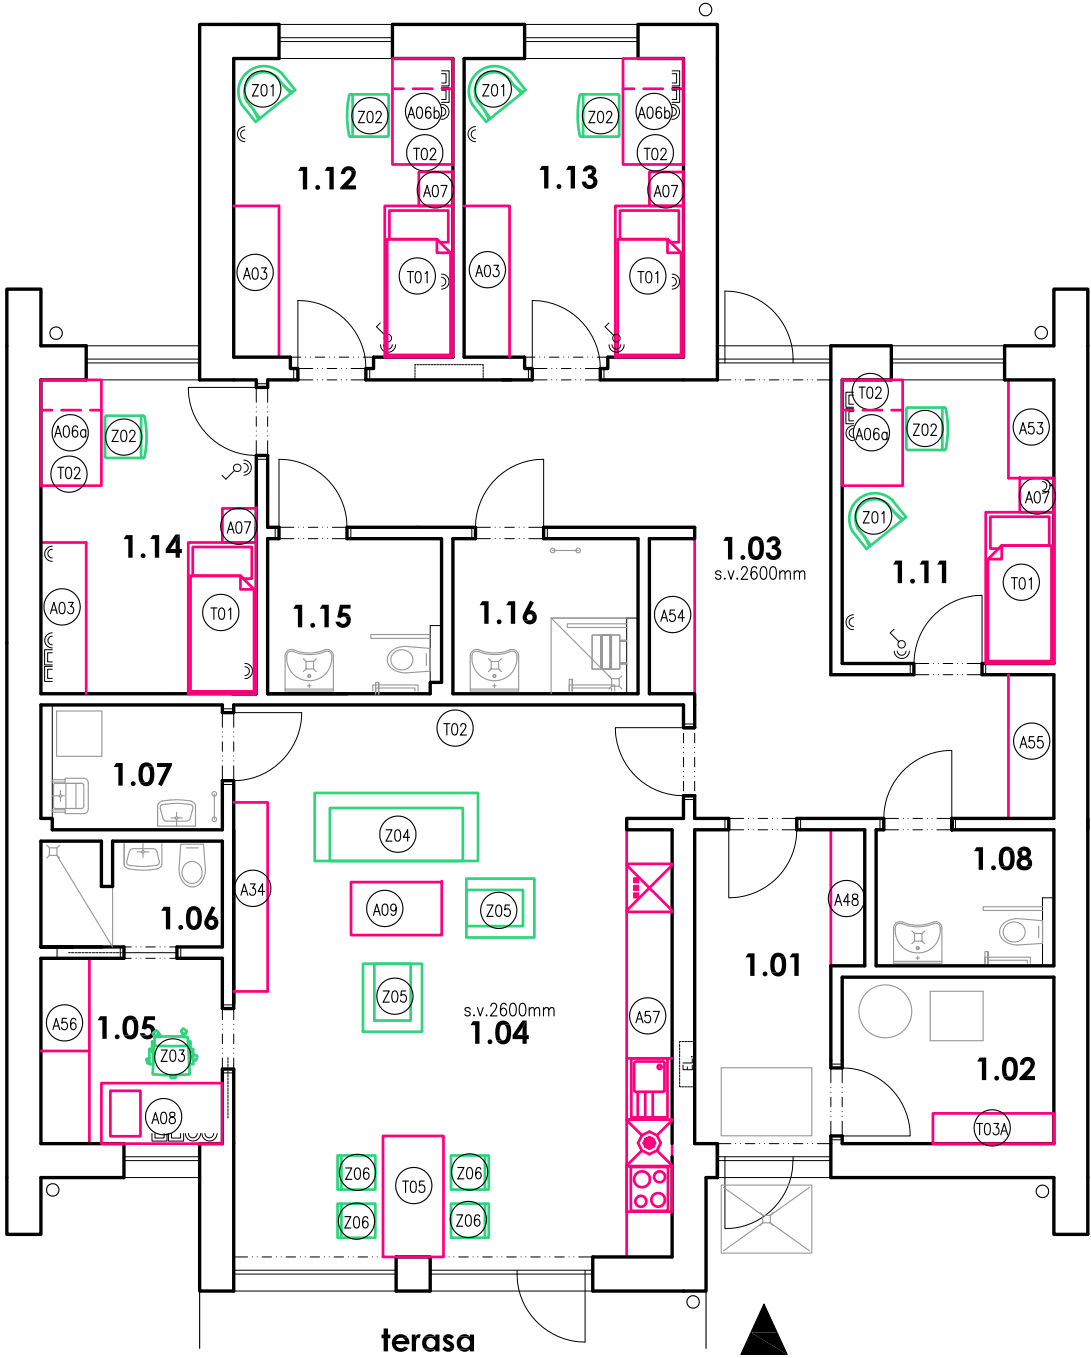 Z01
Z02
A06b
T02
1.12
A07
A03
T01
Z01
Z02
A06b
T02
1.13
A07
A03
T01
A06a
Z02
T02
A07
1.14
A03
T01
T02
A06a
Z02
A53
A07
Z01
1.11
T01
1.03
s.v.2600mm
1.15
1.16
A54
A55
T02
1.07
Z04
A34
A09
Z05
1.06
A48
1.08
1.01
Z05
s.v.2600mm
1.04
A57
A56
1.05
Z03
A08
EL.
1.02
T03A
Z06
T05
Z06
Z06
Z06
terasa